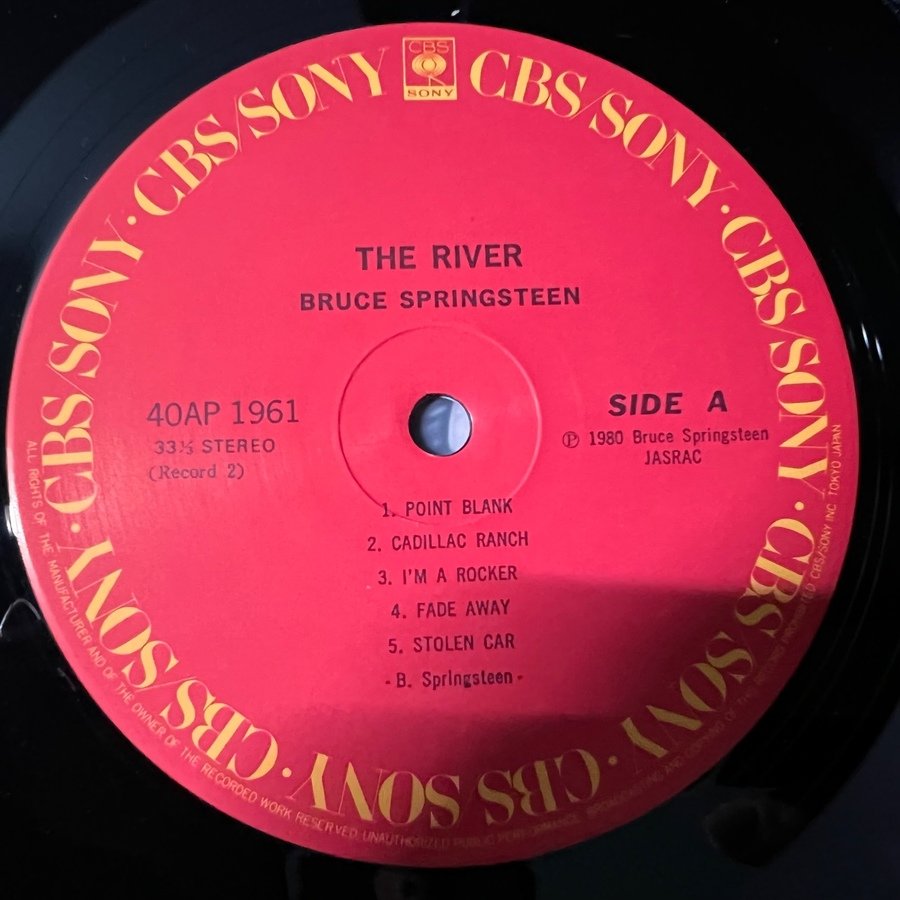 CBS
SONY
CBS/SONY · CBS/SONY · CBS/SONY · CBS/SONY · CBS/SONY · CBS/SONY · CBS/SONY · CBS/SONY
THE RIVER
BRUCE SPRINGSTEEN
40AP 1961
33⅓ STEREO
(Record 2)
SIDE A
Ⓟ 1980 Bruce Springsteen
JASRAC
1. POINT BLANK
2. CADILLAC RANCH
3. I'M A ROCKER
4. FADE AWAY
5. STOLEN CAR
- B. Springsteen -
ALL RIGHTS OF THE MANUFACTURER AND OF THE OWNER OF THE RECORDED WORK RESERVED UNAUTHORIZED PUBLIC PERFORMANCE BROADCASTING AND COPYING OF THE RECORD PROHIBITED CBS/SONY INC. TOKYO JAPAN